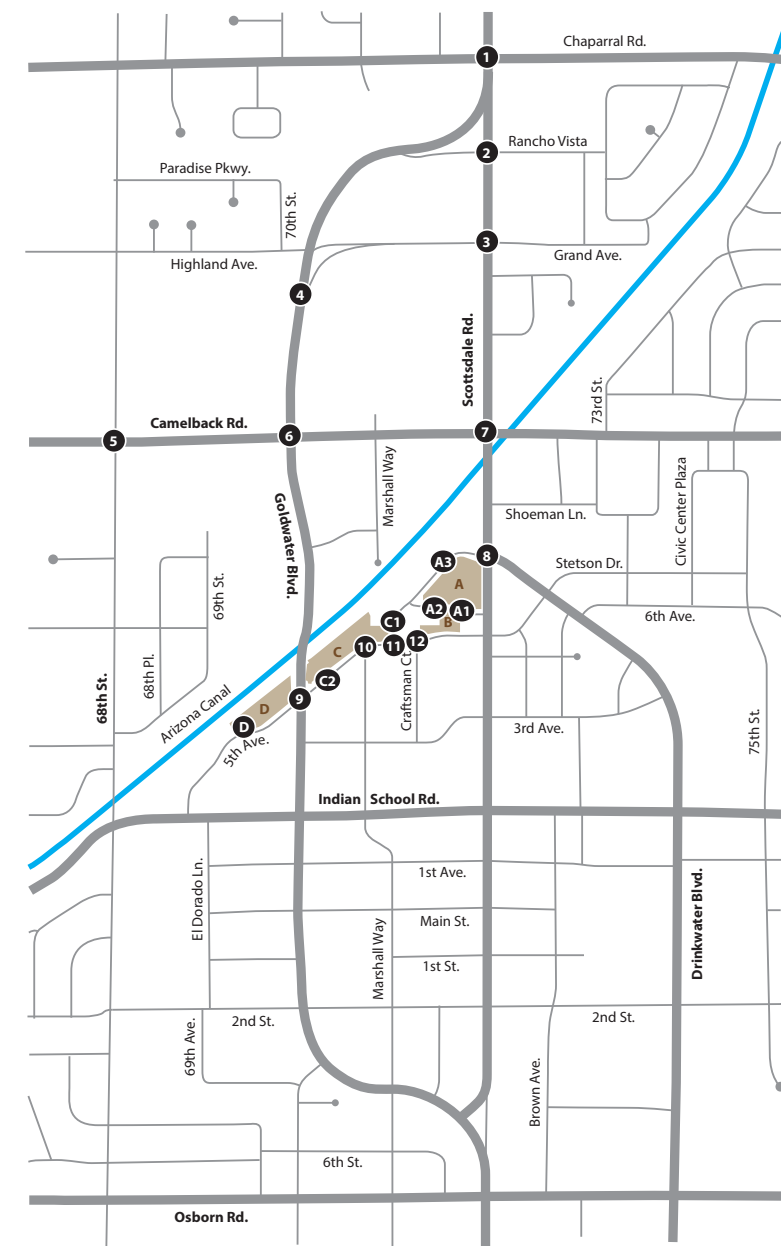 Chaparral Rd.
1
Rancho Vista
2
Paradise Pkwy.
70th St.
3
Grand Ave.
Highland Ave.
4
Scottsdale Rd.
73rd St.
Camelback Rd.
5
6
7
Marshall Way
Civic Center Plaza
Goldwater Blvd.
Shoeman Ln.
8
A3
Stetson Dr.
A
69th St.
A2
A1
6th Ave.
C1
B
10
11
12
C
68th Pl.
C2
Craftsman Ct.
68th St.
Arizona Canal
9
D
D
5th Ave.
3rd Ave.
75th St.
Indian School Rd.
1st Ave.
El Dorado Ln.
Main St.
Drinkwater Blvd.
Marshall Way
1st St.
2nd St.
2nd St.
69th Ave.
Brown Ave.
6th St.
Osborn Rd.